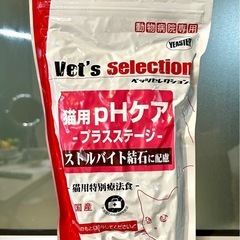 動物病院専用
YEASTER
Vet's selection
ベッツセレクション
猫用pHケア
-プラスステージ-
ストルバイト結石に配慮
-猫用特別療法食-
国産